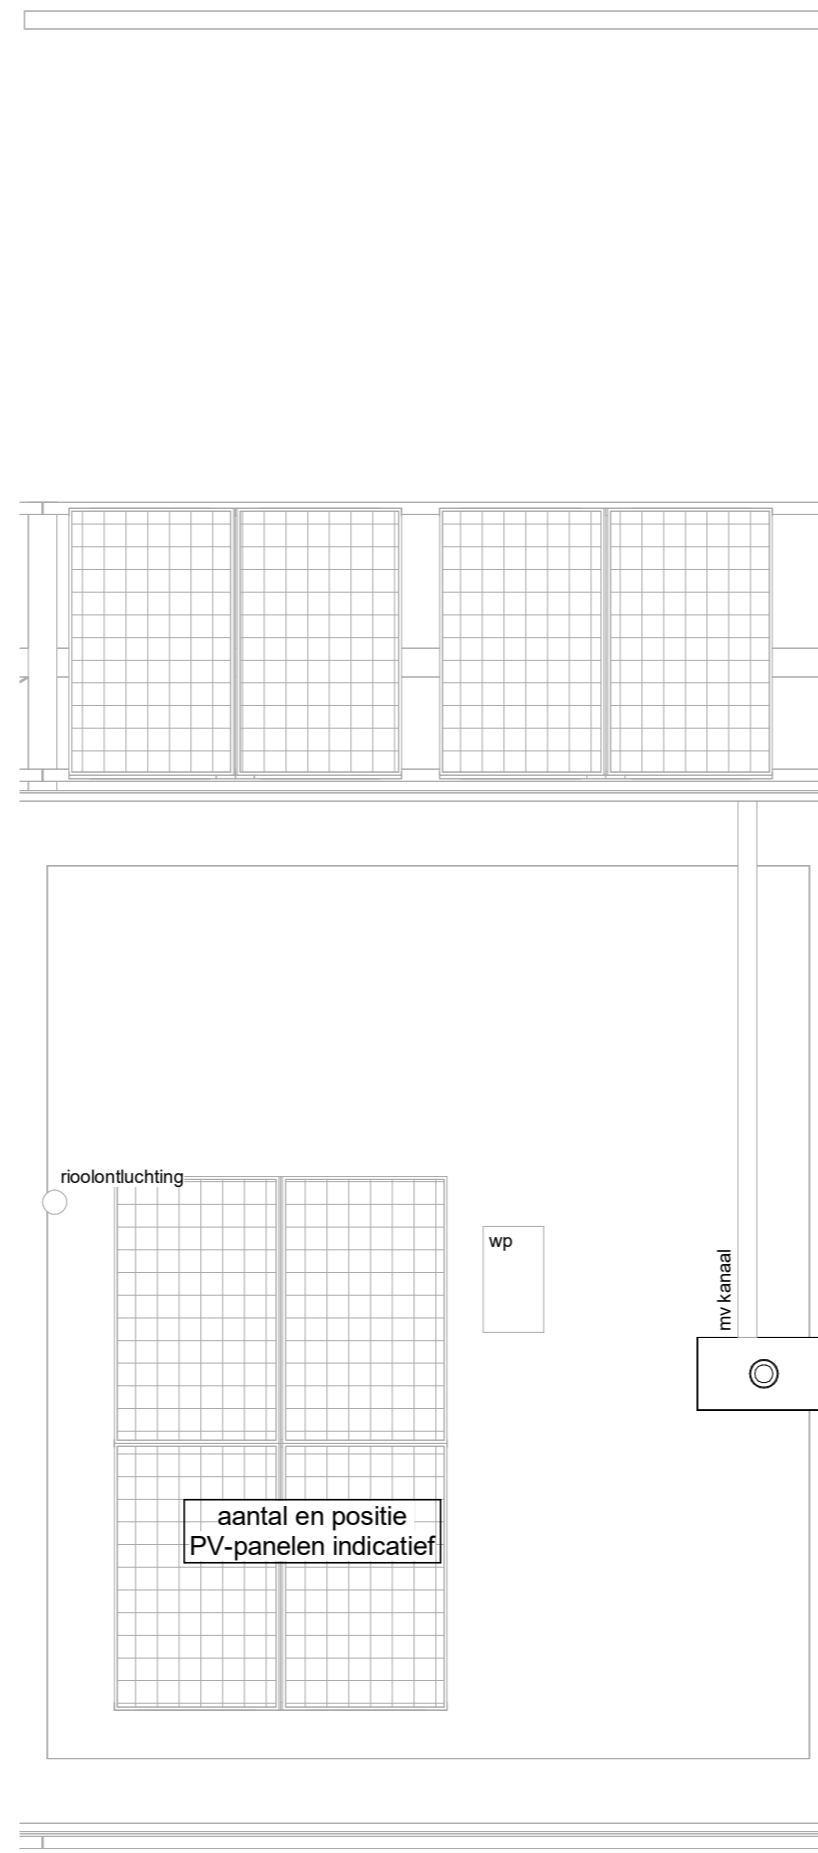 rioolontluchting
wp
mv kanaal
aantal en positie
PV-panelen indicatief